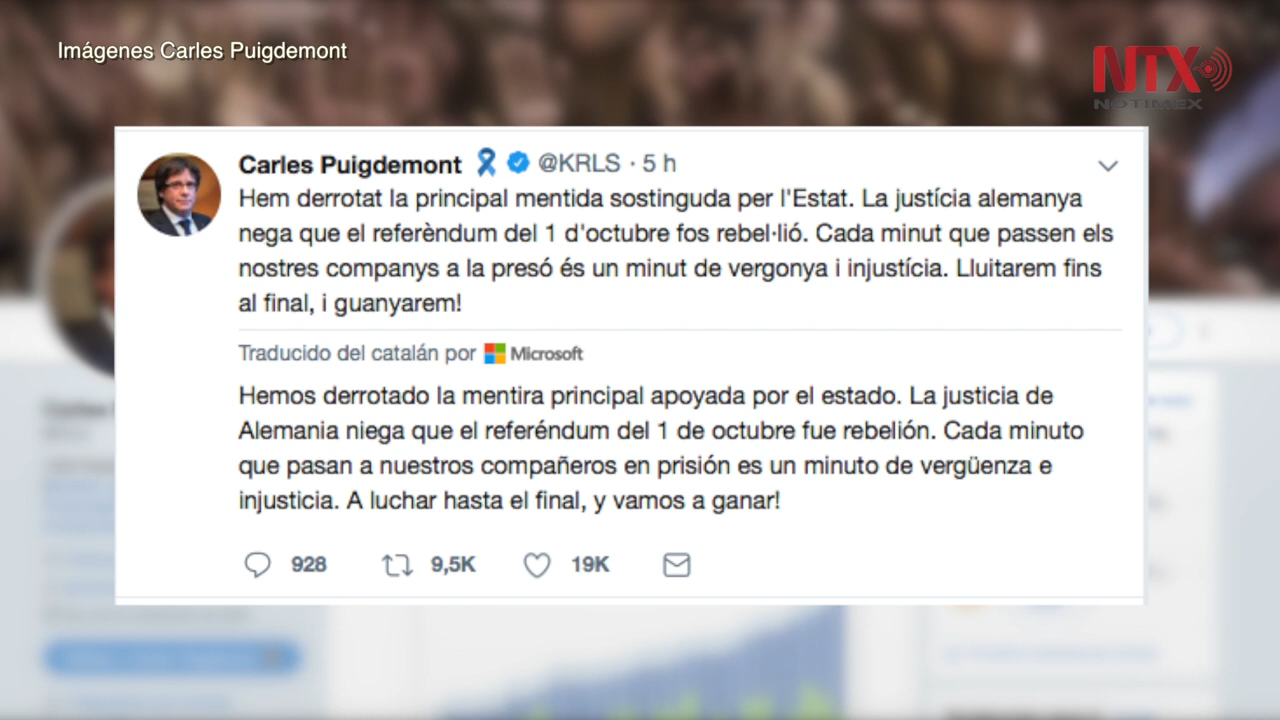 Imágenes Carles Puigdemont
NTX
NOTIMEX
Carles Puigdemont @KRLS · 5 h
Hem derrotat la principal mentida sostinguda per l'Estat. La justícia alemanya
nega que el referèndum del 1 d'octubre fos rebel·lió. Cada minut que passen els
nostres companys a la presó és un minut de vergonya i injustícia. Lluitarem fins
al final, i guanyarem!
Traducido del catalán por Microsoft
Hemos derrotado la mentira principal apoyada por el estado. La justicia de
Alemania niega que el referéndum del 1 de octubre fue rebelión. Cada minuto
que pasan a nuestros compañeros en prisión es un minuto de vergüenza e
injusticia. A luchar hasta el final, y vamos a ganar!
928 9,5K 19K